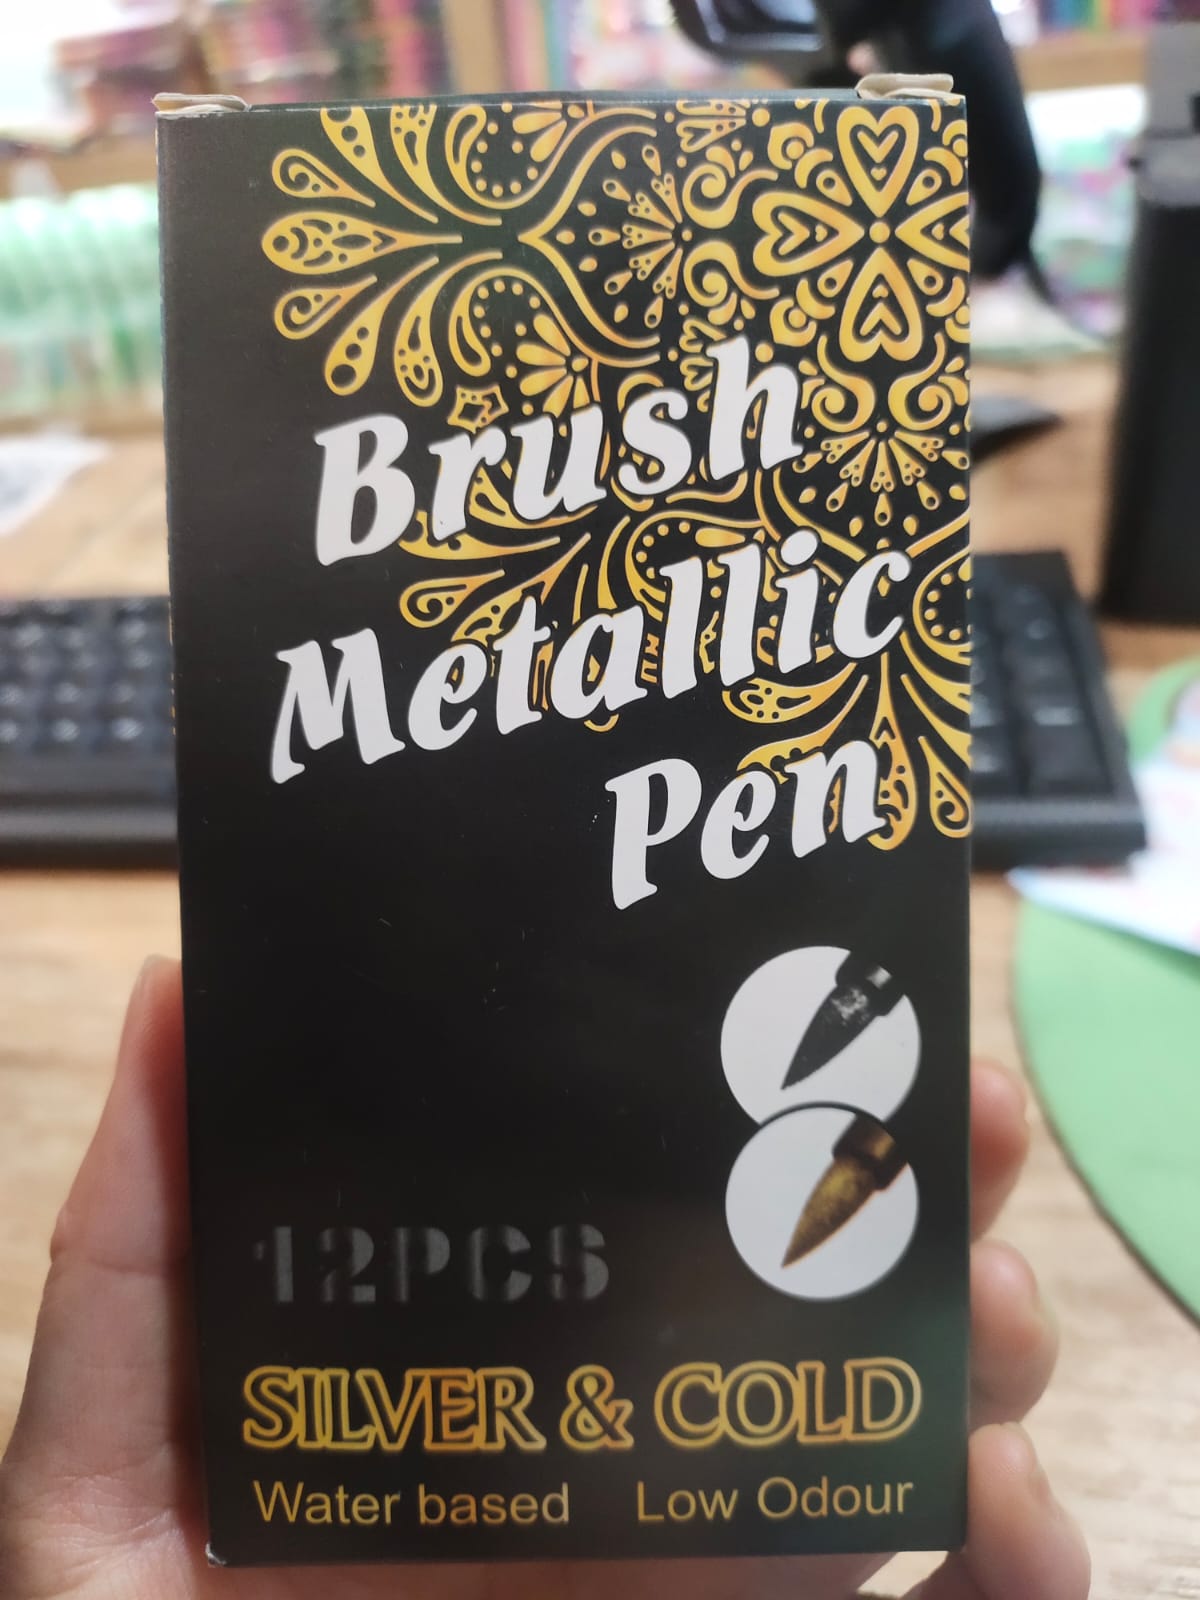 Brush
Metallic
Pen
12PCS
SILVER & COLD
Water based Low Odour